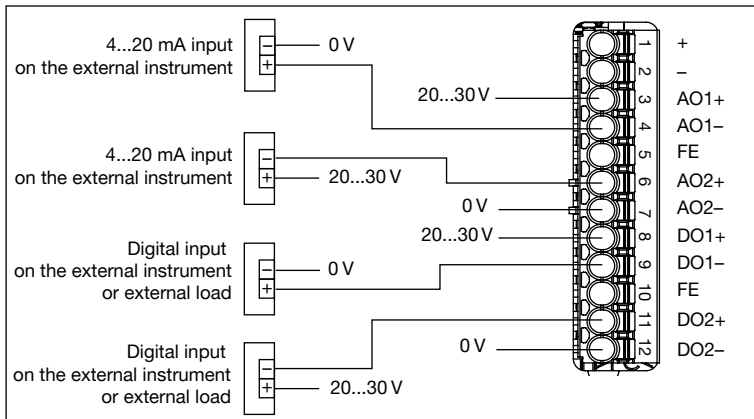 4...20 mA input
on the external instrument
− 0 V
+
4...20 mA input
on the external instrument
−
+ 20...30 V
Digital input
on the external instrument
or external load
− 0 V
+
Digital input
on the external instrument
or external load
−
+ 20...30 V
20...30 V
0 V
20...30 V
0 V
1 +
2 −
3 AO1+
4 AO1−
5 FE
6 AO2+
7 AO2−
8 DO1+
9 DO1−
10 FE
11 DO2+
12 DO2−